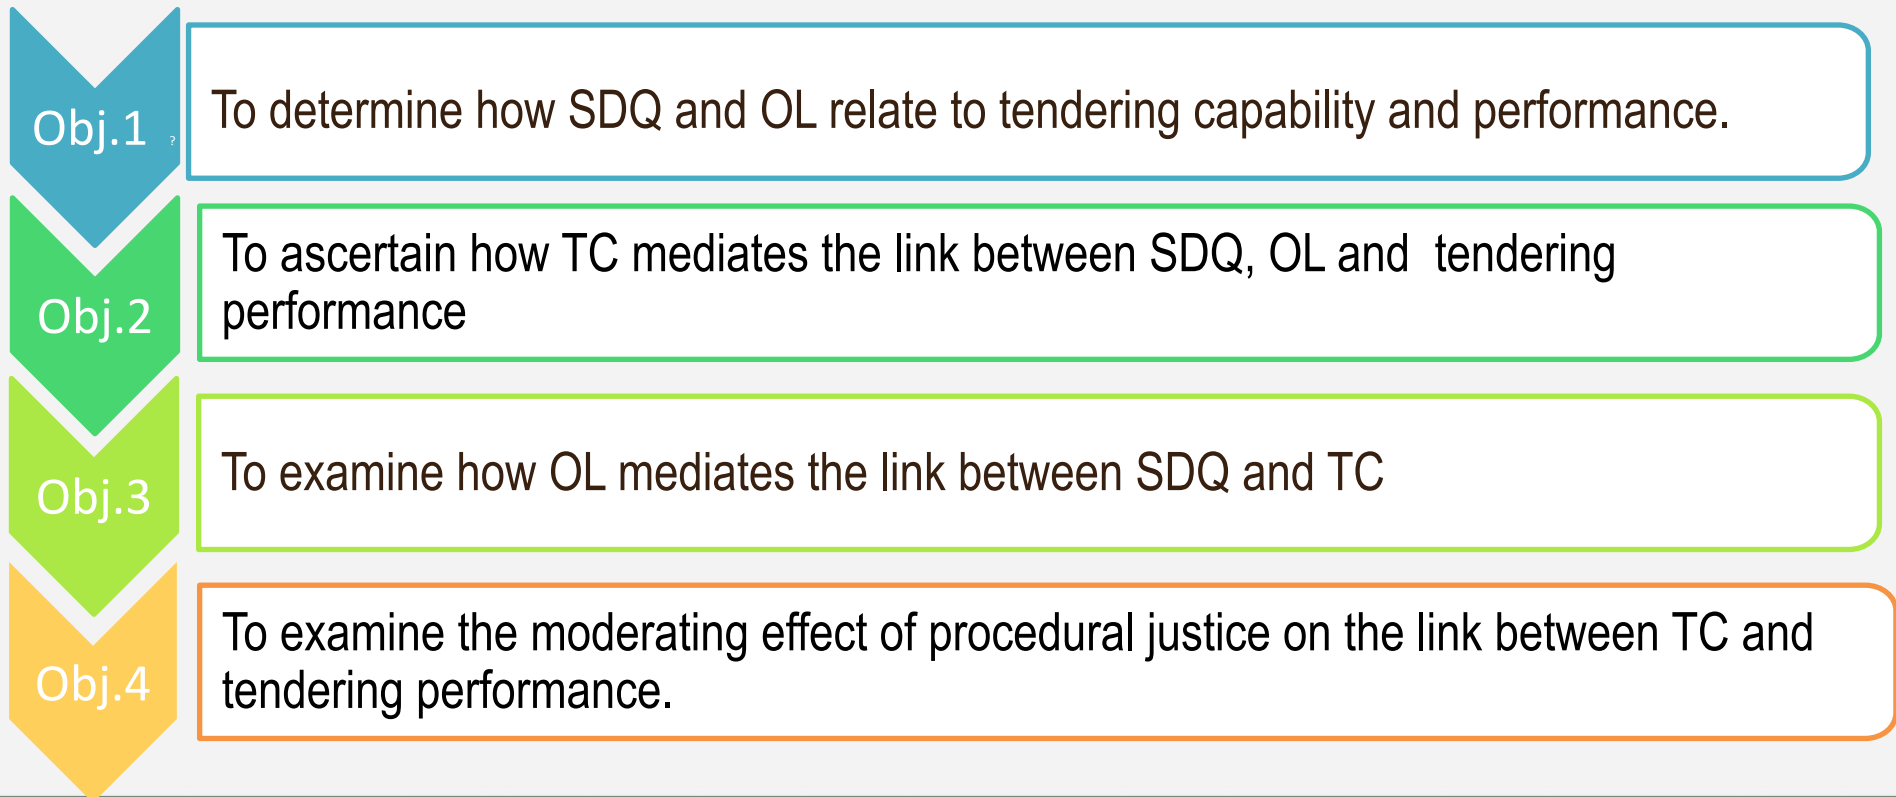 Obj.1 ?
To determine how SDQ and OL relate to tendering capability and performance.
Obj.2
To ascertain how TC mediates the link between SDQ, OL and tendering
performance
Obj.3
To examine how OL mediates the link between SDQ and TC
Obj.4
To examine the moderating effect of procedural justice on the link between TC and
tendering performance.